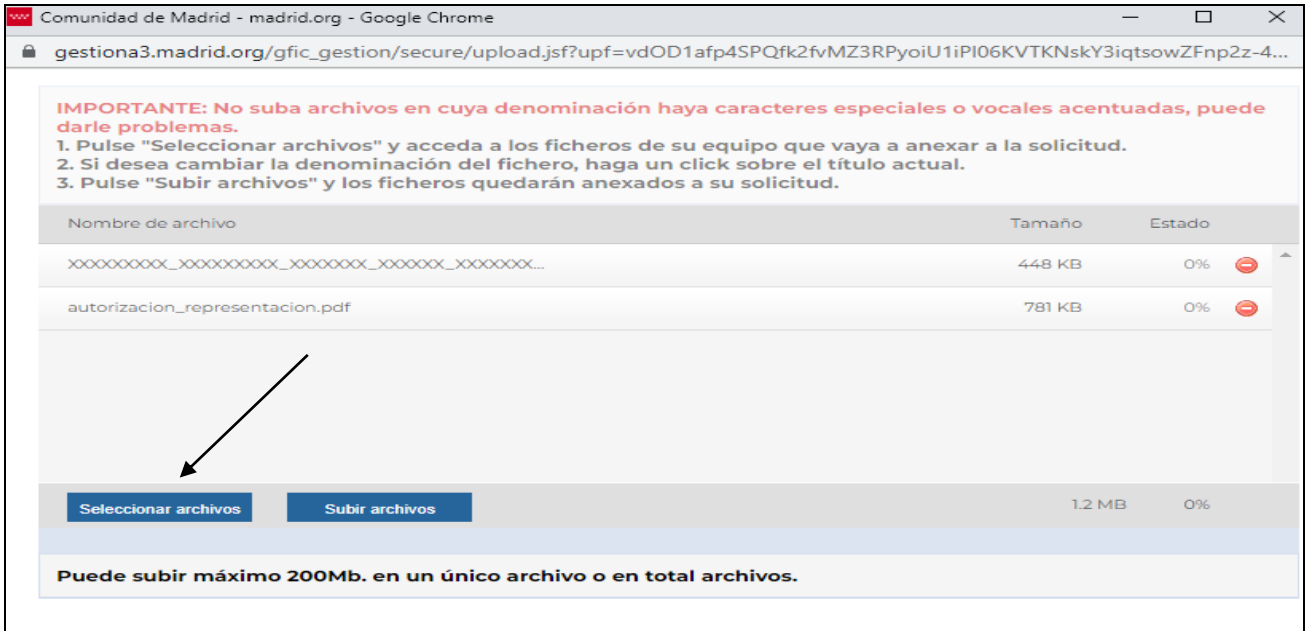 Comunidad de Madrid - madrid.org - Google Chrome
gestiona3.madrid.org/gfic_gestion/secure/upload.jsf?upf=vdOD1afp4SPQfk2fvMZ3RPyoiU1iPI06KVTKNskY3iqtsowZFnp2z-4...
IMPORTANTE: No suba archivos en cuya denominación haya caracteres especiales o vocales acentuadas, puede
darle problemas.
1. Pulse "Seleccionar archivos" y acceda a los ficheros de su equipo que vaya a anexar a la solicitud.
2. Si desea cambiar la denominación del fichero, haga un click sobre el título actual.
3. Pulse "Subir archivos" y los ficheros quedarán anexados a su solicitud.
Nombre de archivo Tamaño Estado
XXXXXXXXX_XXXXXXXXX_XXXXXXX_XXXXXX_XXXXXXX... 448 KB 0%
autorizacion_representacion.pdf 781 KB 0%
Seleccionar archivos Subir archivos 1.2 MB 0%
Puede subir máximo 200Mb. en un único archivo o en total archivos.